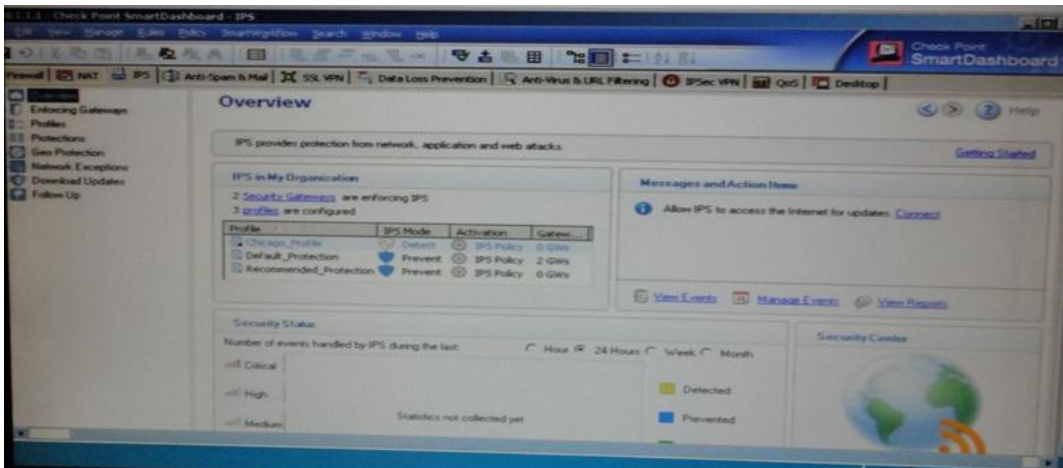 .1.1.1 - Check Point SmartDashboard - IPS
Edit View Manage Rules Policy SmartWorkflow Search Window Help
Check Point
SmartDashboard
Firewall NAT IPS Anti-Spam & Mail SSL VPN Data Loss Prevention Anti-Virus & URL Filtering IPSec VPN QoS Desktop
Overview
Enforcing Gateways
Profiles
Protections
Geo Protection
Network Exceptions
Download Updates
Follow Up
Overview
Help
IPS provides protection from network, application and web attacks.
Getting Started
IPS in My Organization
2 Security Gateways are enforcing IPS
3 profiles are configured
Profile IPS Mode Activation Gatew...
Chicago_Profile Detect IPS Policy 0 GWs
Default_Protection Prevent IPS Policy 2 GWs
Recommended_Protection Prevent IPS Policy 0 GWs
Messages and Action Items
Allow IPS to access the Internet for updates. Connect
View Events Manage Events View Reports
Security Status
Number of events handled by IPS during the last: Hour 24 Hours Week Month
Critical
High
Medium
Statistics not collected yet
Detected
Prevented
Security Center